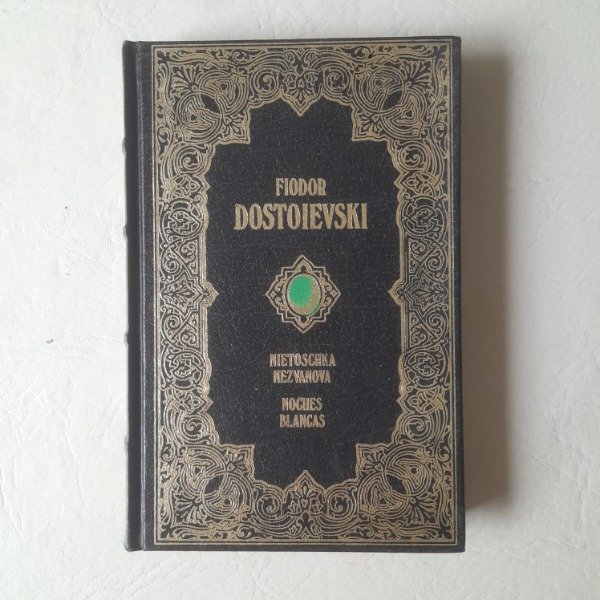 FIODOR
DOSTOIEVSKI
NIETOSCHKA
NEZVANOVA
NOCHES
BLANCAS